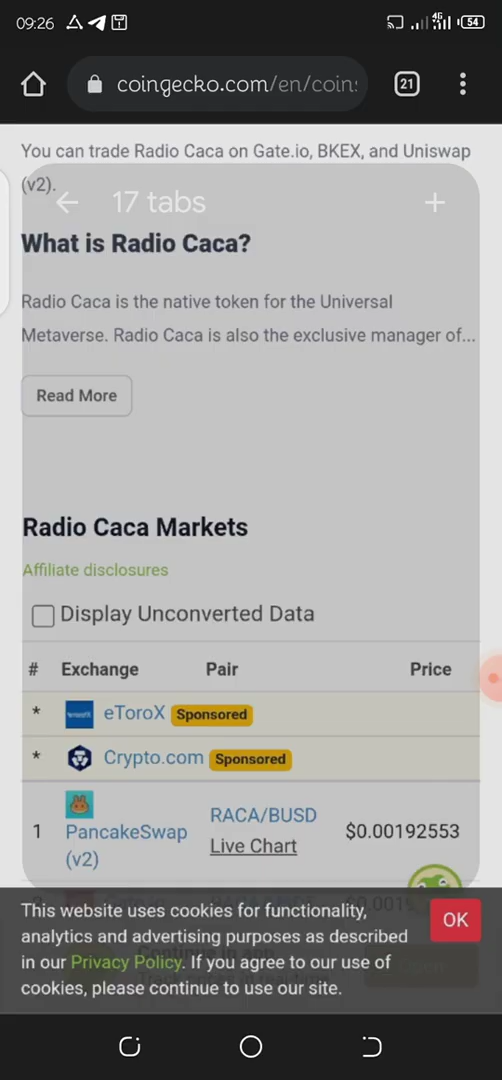 09:26
4G
54
coingecko.com/en/coins
21
You can trade Radio Caca on Gate.io, BKEX, and Uniswap
(v2).
17 tabs
What is Radio Caca?
Radio Caca is the native token for the Universal
Metaverse. Radio Caca is also the exclusive manager of...
Read More
Radio Caca Markets
Affiliate disclosures
Display Unconverted Data
# Exchange Pair Price
* eToroX Sponsored
* Crypto.com Sponsored
1 PancakeSwap (v2) RACA/BUSD Live Chart $0.00192553
This website uses cookies for functionality,
analytics and advertising purposes as described
in our Privacy Policy. If you agree to our use of
cookies, please continue to use our site.
OK